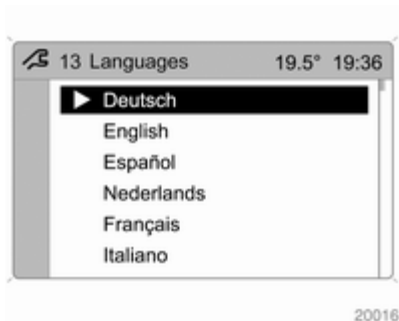 13 Languages 19.5° 19:36
Deutsch
English
Español
Nederlands
Français
Italiano
20016